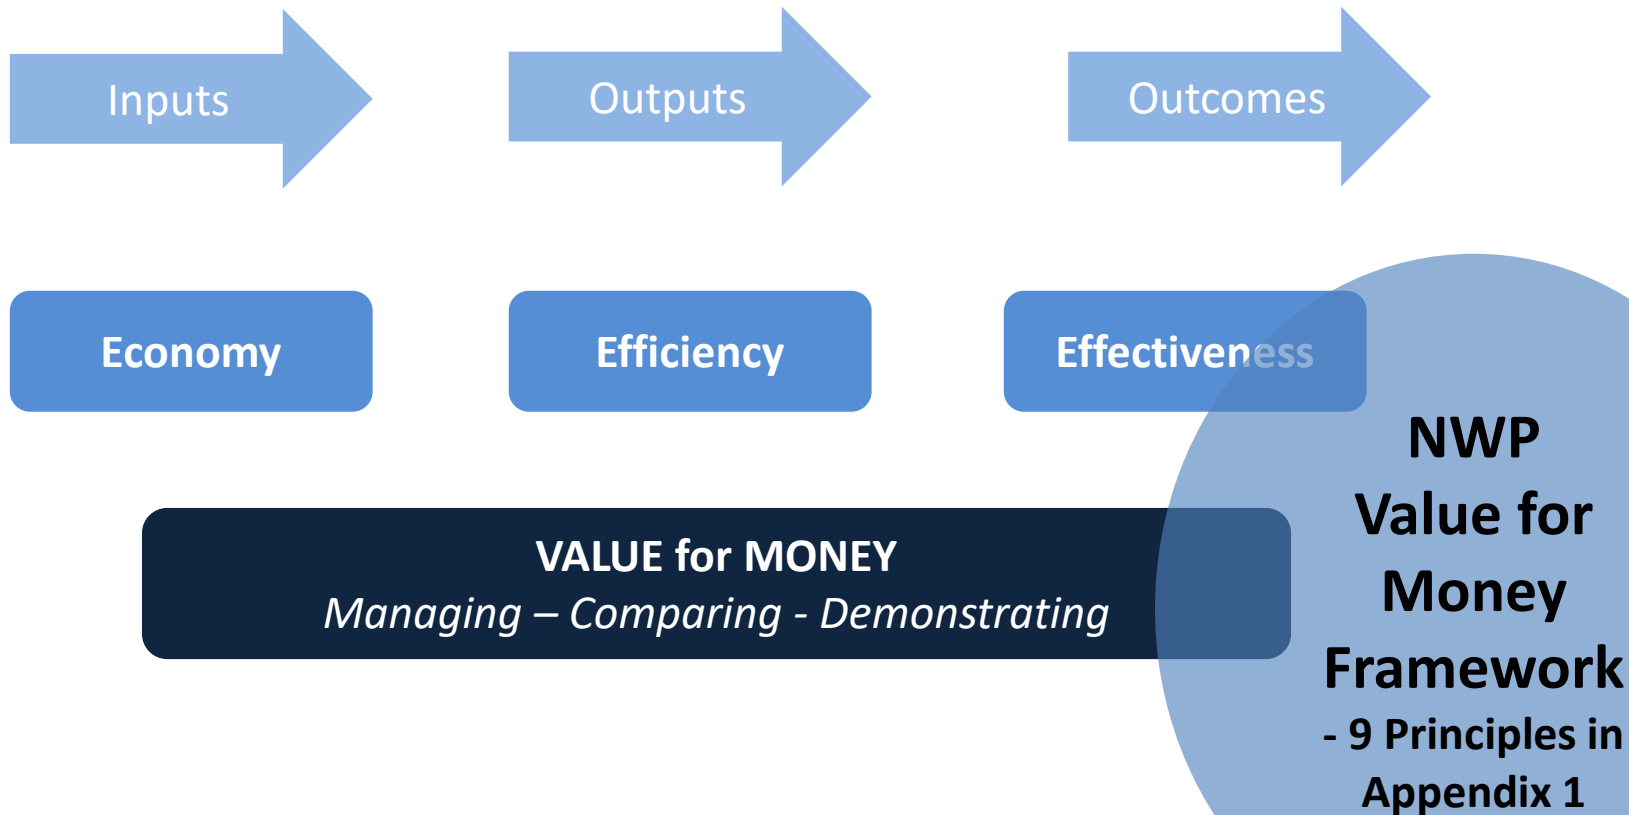 Inputs
Outputs
Outcomes
Economy
Efficiency
Effectiveness
VALUE for MONEY
Managing – Comparing - Demonstrating
NWP
Value for
Money
Framework
- 9 Principles in
Appendix 1